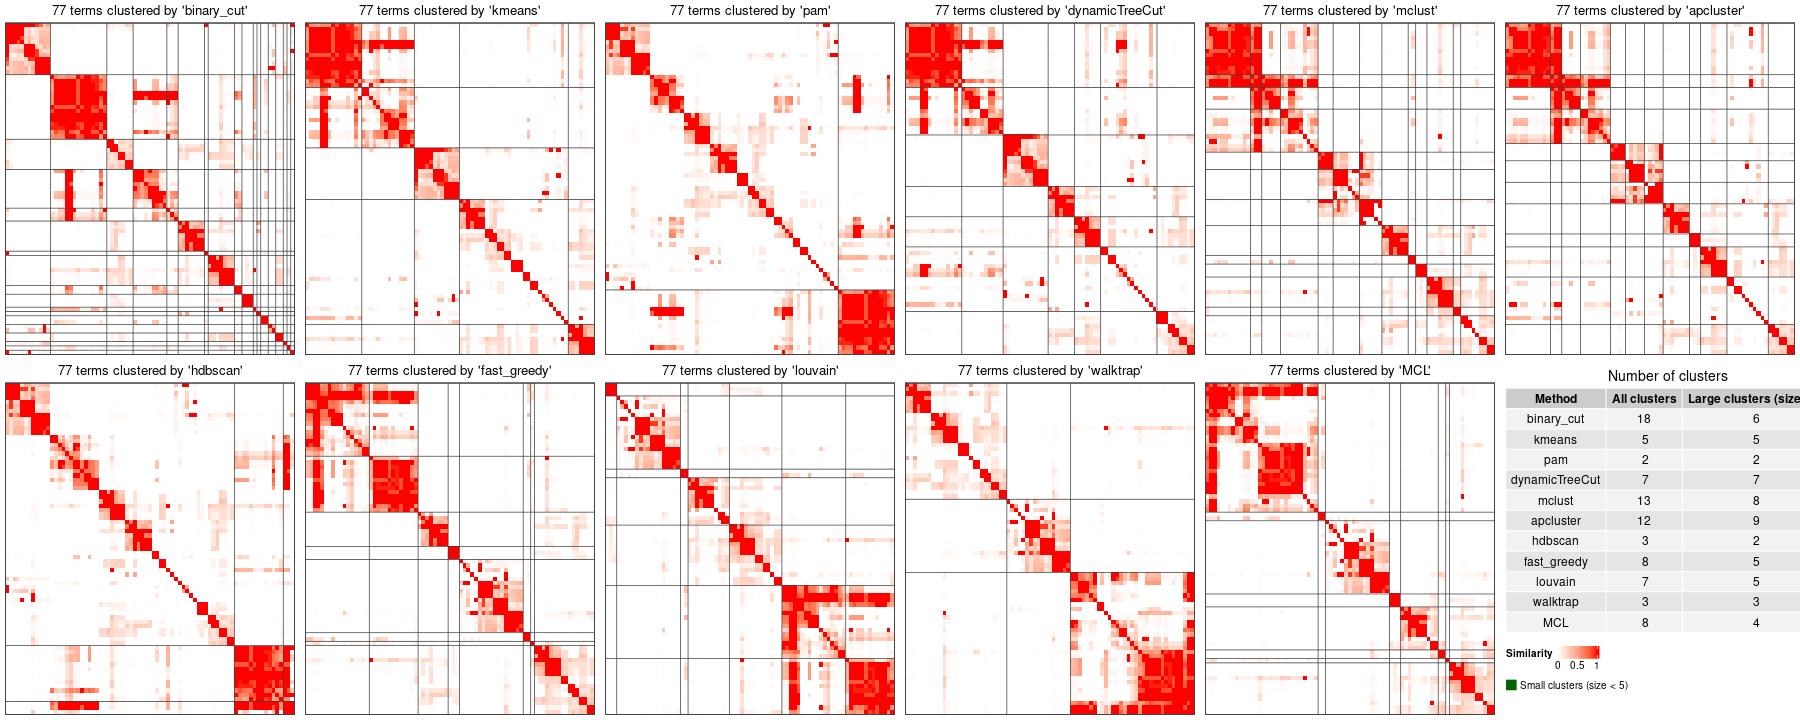 77 terms clustered by 'binary_cut'
77 terms clustered by 'kmeans'
77 terms clustered by 'pam'
77 terms clustered by 'dynamicTreeCut'
77 terms clustered by 'mclust'
77 terms clustered by 'apcluster'
77 terms clustered by 'hdbscan'
77 terms clustered by 'fast_greedy'
77 terms clustered by 'louvain'
77 terms clustered by 'walktrap'
77 terms clustered by 'MCL'
Number of clusters
Method All clusters Large clusters (size
binary_cut 18 6
kmeans 5 5
pam 2 2
dynamicTreeCut 7 7
mclust 13 8
apcluster 12 9
hdbscan 3 2
fast_greedy 8 5
louvain 7 5
walktrap 3 3
MCL 8 4
Similarity
0 0.5 1
Small clusters (size < 5)